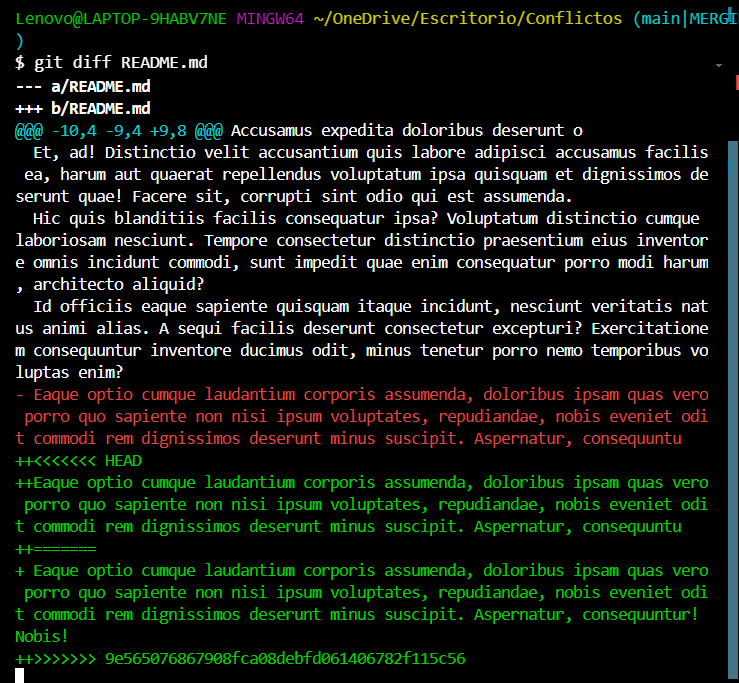 Lenovo@LAPTOP-9HABV7NE MINGW64 ~/OneDrive/Escritorio/Conflictos (main|MERGI
)
$ git diff README.md
--- a/README.md
+++ b/README.md
@@@ -10,4 -9,4 +9,8 @@@ Accusamus expedita doloribus deserunt o
  Et, ad! Distinctio velit accusantium quis labore adipisci accusamus facilis
 ea, harum aut quaerat repellendus voluptatum ipsa quisquam et dignissimos de
serunt quae! Facere sit, corrupti sint odio qui est assumenda.
  Hic quis blanditiis facilis consequatur ipsa? Voluptatum distinctio cumque
laboriosam nesciunt. Tempore consectetur distinctio praesentium eius inventor
e omnis incidunt commodi, sunt impedit quae enim consequatur porro modi harum
, architecto aliquid?
  Id officiis eaque sapiente quisquam itaque incidunt, nesciunt veritatis nat
us animi alias. A sequi facilis deserunt consectetur excepturi? Exercitatione
m consequuntur inventore ducimus odit, minus tenetur porro nemo temporibus vo
luptas enim?
- Eaque optio cumque laudantium corporis assumenda, doloribus ipsam quas vero
 porro quo sapiente non nisi ipsum voluptates, repudiandae, nobis eveniet odi
t commodi rem dignissimos deserunt minus suscipit. Aspernatur, consequuntu
++<<<<<<< HEAD
++Eaque optio cumque laudantium corporis assumenda, doloribus ipsam quas vero
 porro quo sapiente non nisi ipsum voluptates, repudiandae, nobis eveniet odi
t commodi rem dignissimos deserunt minus suscipit. Aspernatur, consequuntu
++=======
+ Eaque optio cumque laudantium corporis assumenda, doloribus ipsam quas vero
 porro quo sapiente non nisi ipsum voluptates, repudiandae, nobis eveniet odi
t commodi rem dignissimos deserunt minus suscipit. Aspernatur, consequuntur!
Nobis!
++>>>>>>> 9e565076867908fca08debfd061406782f115c56